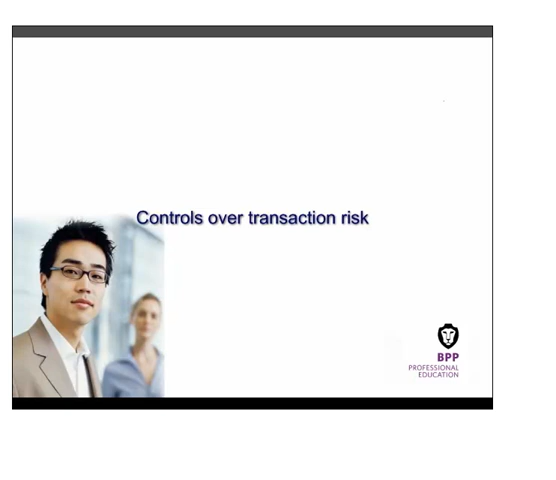 Controls over transaction risk
BPP
PROFESSIONAL
EDUCATION